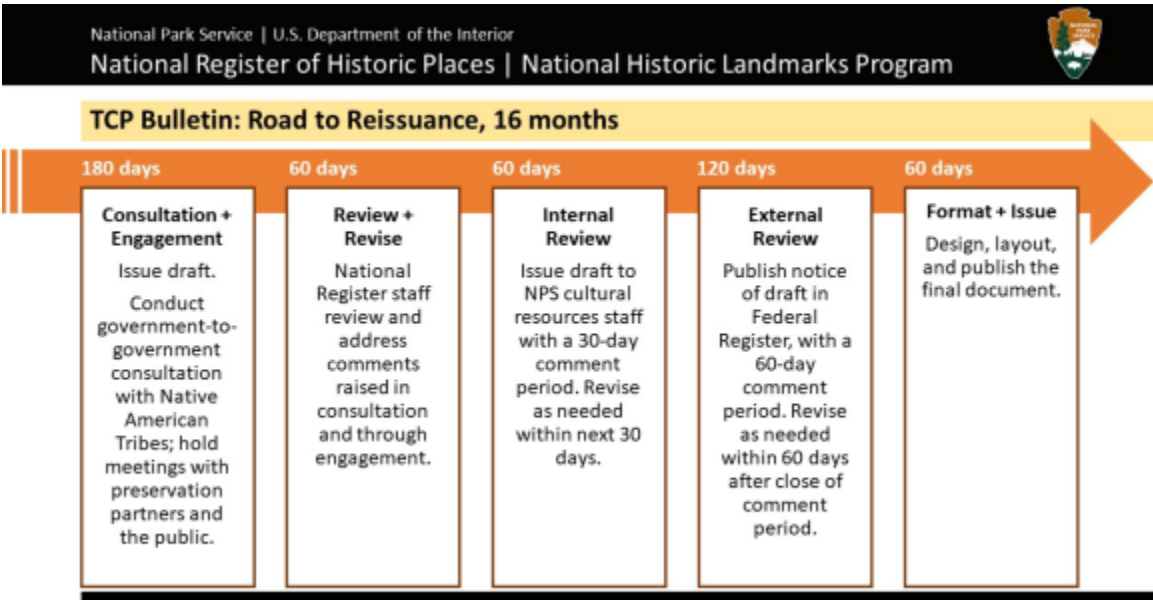 National Park Service | U.S. Department of the Interior
National Register of Historic Places | National Historic Landmarks Program
TCP Bulletin: Road to Reissuance, 16 months
180 days
Consultation +
Engagement
Issue draft.
Conduct
government-to-
government
consultation
with Native
American
Tribes; hold
meetings with
preservation
partners and
the public.
60 days
Review +
Revise
National
Register staff
review and
address
comments
raised in
consultation
and through
engagement.
60 days
Internal
Review
Issue draft to
NPS cultural
resources staff
with a 30-day
comment
period. Revise
as needed
within next 30
days.
120 days
External
Review
Publish notice
of draft in
Federal
Register, with a
60-day
comment
period. Revise
as needed
within 60 days
after close of
comment
period.
60 days
Format + Issue
Design, layout,
and publish the
final document.